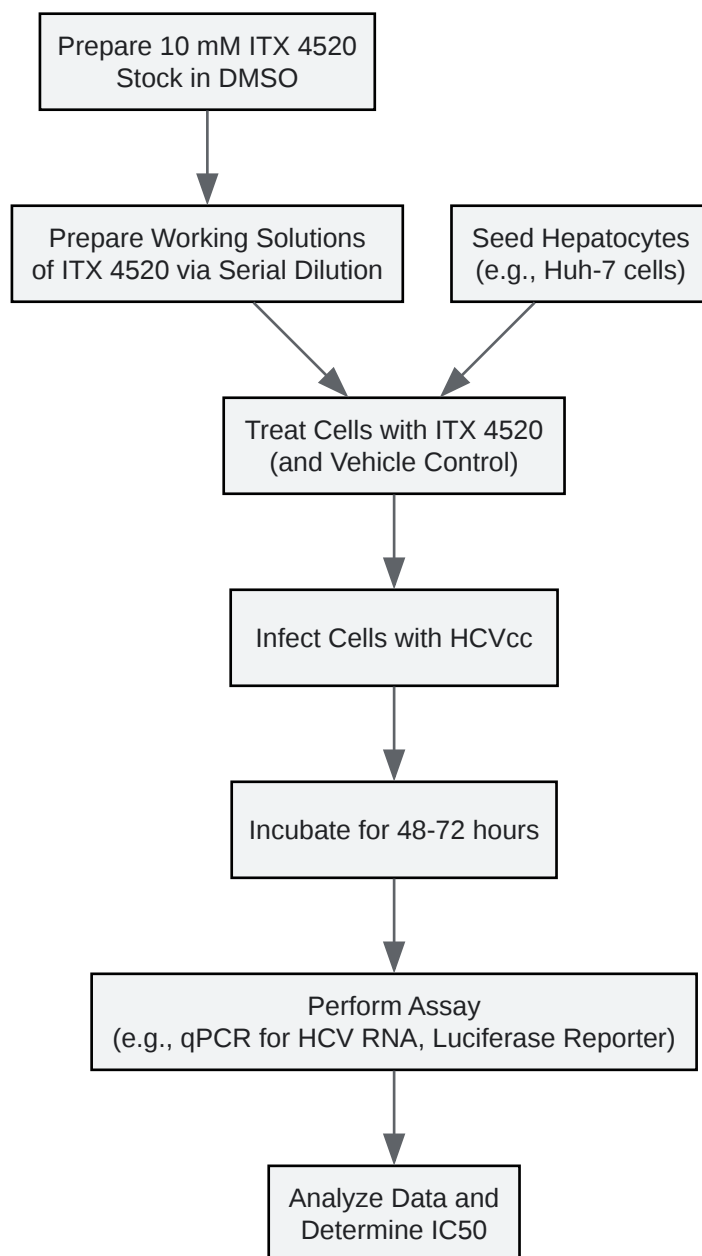 Prepare 10 mM ITX 4520
Stock in DMSO
Prepare Working Solutions
of ITX 4520 via Serial Dilution
Seed Hepatocytes
(e.g., Huh-7 cells)
Treat Cells with ITX 4520
(and Vehicle Control)
Infect Cells with HCVcc
Incubate for 48-72 hours
Perform Assay
(e.g., qPCR for HCV RNA, Luciferase Reporter)
Analyze Data and
Determine IC50